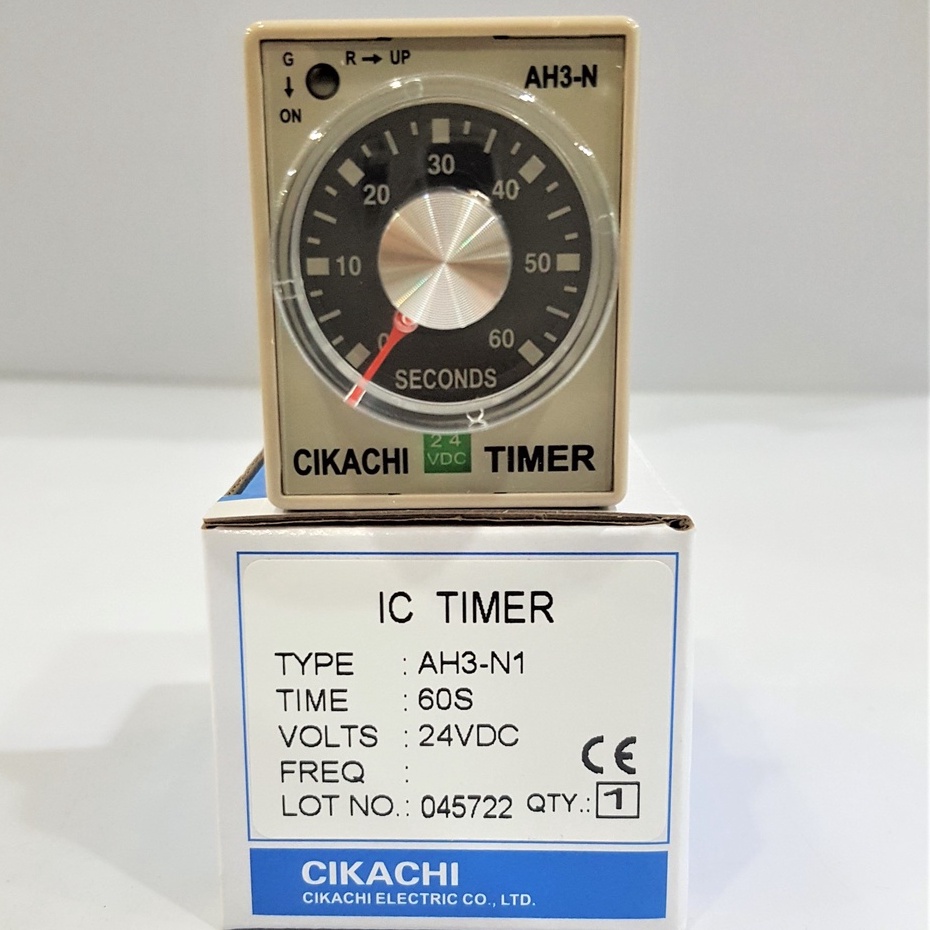 G R → UP
↓
ON
AH3-N
0 10 20 30 40 50 60
SECONDS
CIKACHI 24 VDC TIMER
IC TIMER
TYPE : AH3-N1
TIME : 60S
VOLTS : 24VDC
FREQ :
LOT NO.: 045722 QTY.: 1
CE
CIKACHI
CIKACHI ELECTRIC CO., LTD.